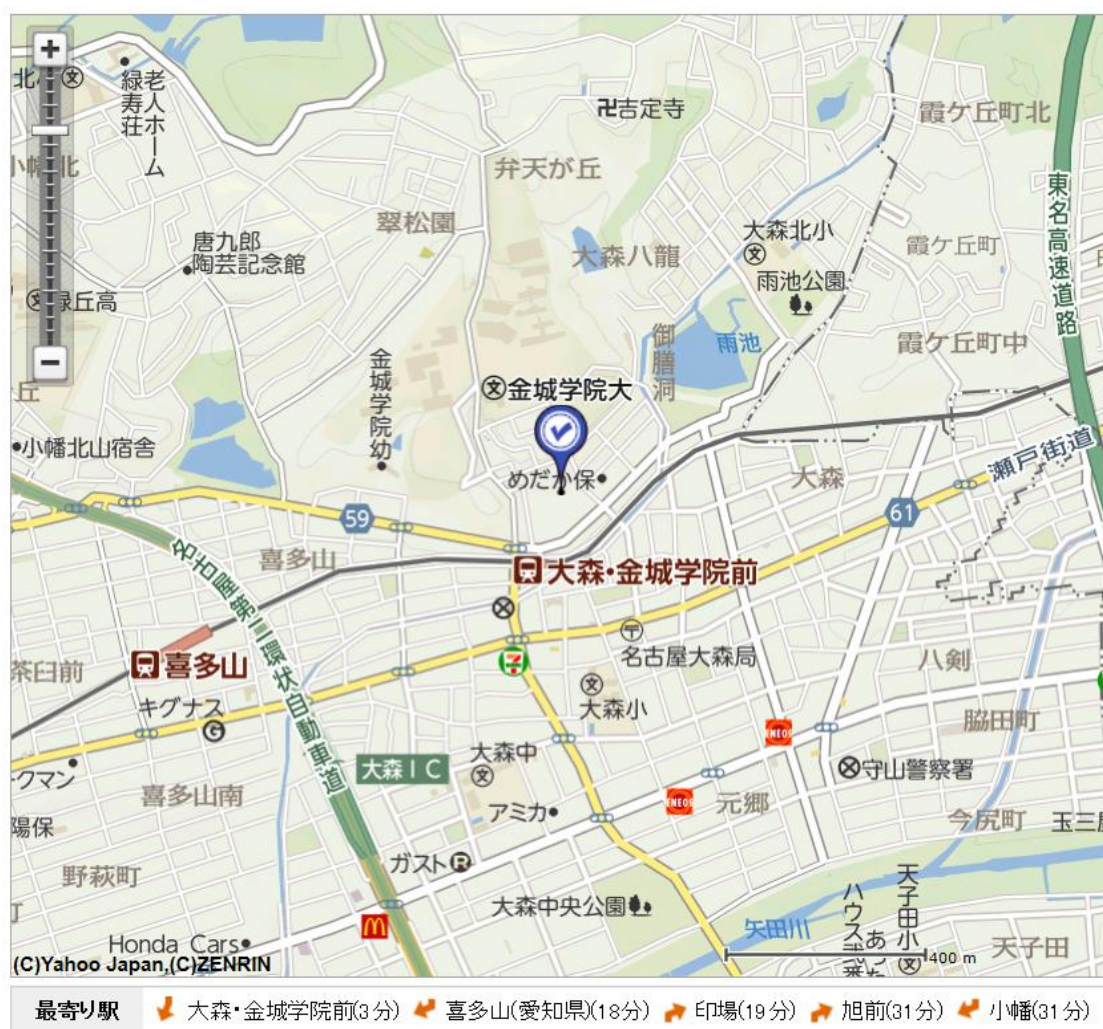 老人ホーム
緑寿荘
卍吉定寺
霞ケ丘町北
弁天が丘
東名高速道路
翠松園
大森北小
唐九郎
陶芸記念館
大森八龍
霞ケ丘町
雨池公園
緑丘高
御膳洞
雨池
霞ケ丘町中
金城学院幼
金城学院大
小幡北山宿舎
めだか保
大森
瀬戸街道
59
61
喜多山
大森・金城学院前
名古屋第二環状自動車道
喜多山
茶臼前
名古屋大森局
八剣
キグナス
大森小
脇田町
ENEOS
大森IC
大森中
守山警察署
クマン
喜多山南
アミカ
ENEOS
元郷
今尻町
陽保
ガスト
野萩町
大森中央公園
矢田川
天子田小
天子田
Honda Cars
400 m
(C)Yahoo Japan,(C)ZENRIN
最寄り駅 大森・金城学院前(3分) 喜多山(愛知県)(18分) 印場(19分) 旭前(31分) 小幡(31分)